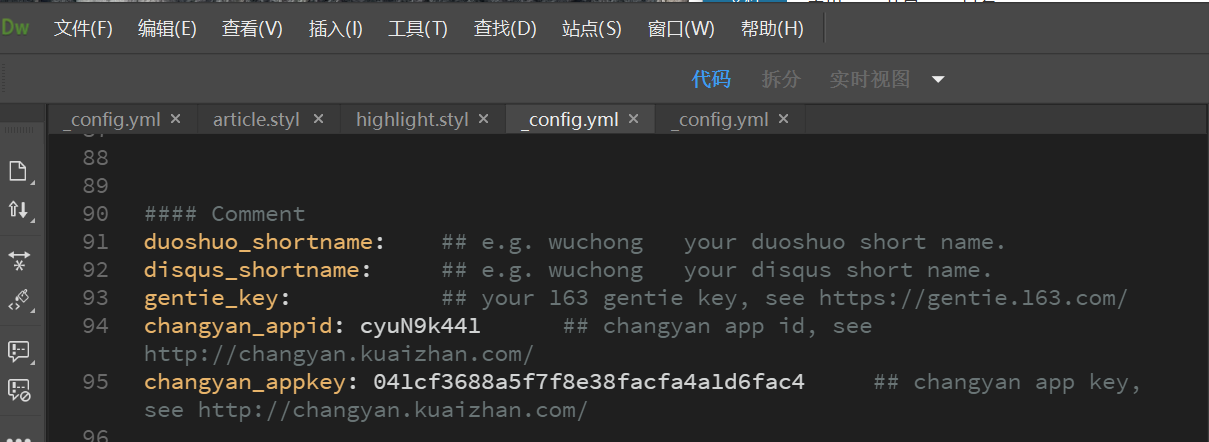 Dw 文件(F) 编辑(E) 查看(V) 插入(I) 工具(T) 查找(D) 站点(S) 窗口(W) 帮助(H)
代码 拆分 实时视图
_config.yml × article.styl × highlight.styl × _config.yml × _config.yml ×
88
89
90 #### Comment
91 duoshuo_shortname: ## e.g. wuchong your duoshuo short name.
92 disqus_shortname: ## e.g. wuchong your disqus short name.
93 gentie_key: ## your 163 gentie key, see https://gentie.163.com/
94 changyan_appid: cyuN9k44l ## changyan app id, see
http://changyan.kuaizhan.com/
95 changyan_appkey: 04lcf3688a5f7f8e38facfa4ald6fac4 ## changyan app key,
see http://changyan.kuaizhan.com/
96